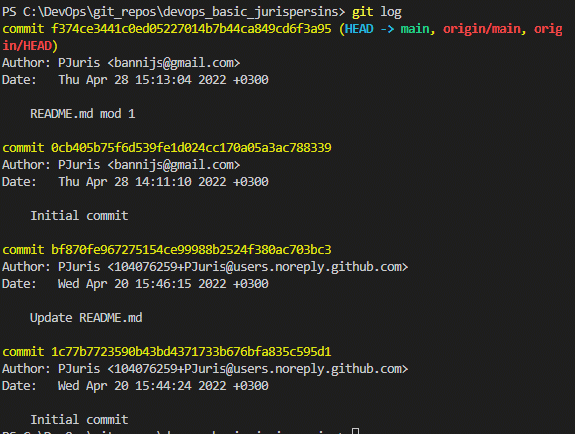 PS C:\DevOps\git_repos\devops_basic_jurispersins> git log
commit f374ce3441c0ed05227014b7b44ca849cd6f3a95 (HEAD -> main, origin/main, orig
in/HEAD)
Author: PJuris <bannijs@gmail.com>
Date:   Thu Apr 28 15:13:04 2022 +0300
    README.md mod 1
commit 0cb405b75f6d539fe1d024cc170a05a3ac788339
Author: PJuris <bannijs@gmail.com>
Date:   Thu Apr 28 14:11:10 2022 +0300
    Initial commit
commit bf870fe967275154ce99988b2524f380ac703bc3
Author: PJuris <104076259+PJuris@users.noreply.github.com>
Date:   Wed Apr 20 15:46:15 2022 +0300
    Update README.md
commit 1c77b7723590b43bd4371733b676bfa835c595d1
Author: PJuris <104076259+PJuris@users.noreply.github.com>
Date:   Wed Apr 20 15:44:24 2022 +0300
    Initial commit